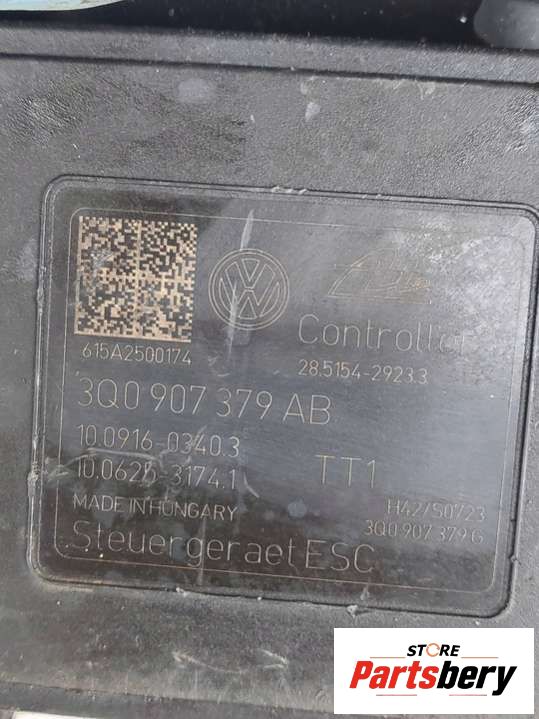 615A2500174
Controller
28.5154-2923.3
3Q0 907 379 AB
10.0916-0340.3
10.0625-3174.1
TT1
MADE IN HUNGARY
H42/S0723
3Q0 907 379 G
Steuergeraet ESC
STORE
Partsbery